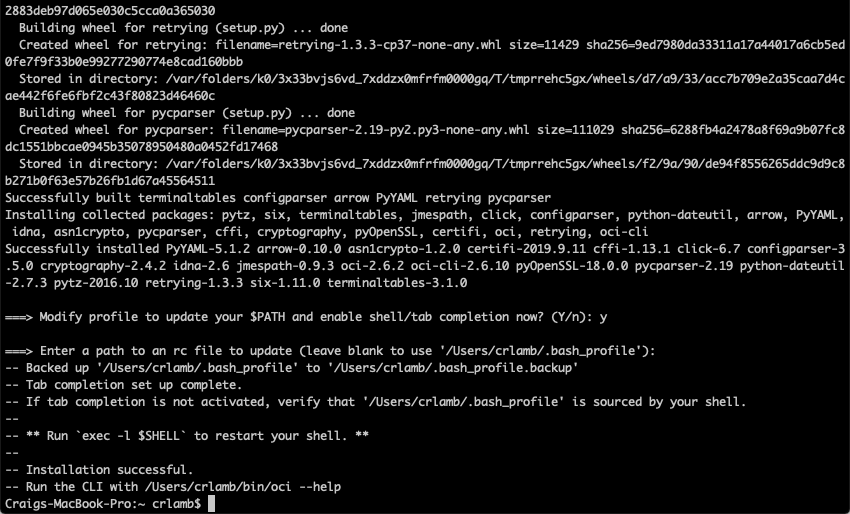 2883deb97d065e030c5cca0a365030
  Building wheel for retrying (setup.py) ... done
  Created wheel for retrying: filename=retrying-1.3.3-cp37-none-any.whl size=11429 sha256=9ed7980da33311a17a44017a6cb5ed
0fe7f9f33b0e99277290774e8cad160bbb
  Stored in directory: /var/folders/k0/3x33bvjs6vd_7xddzx0mfrfm0000gq/T/tmprrehc5gx/wheels/d7/a9/33/acc7b709e2a35caa7d4c
ae442f6fe6fbf2c43f80823d46460c
  Building wheel for pycparser (setup.py) ... done
  Created wheel for pycparser: filename=pycparser-2.19-py2.py3-none-any.whl size=111029 sha256=6288fb4a2478a8f69a9b07fc8
dc1551bbcae0945b35078950480a0452fd17468
  Stored in directory: /var/folders/k0/3x33bvjs6vd_7xddzx0mfrfm0000gq/T/tmprrehc5gx/wheels/f2/9a/90/de94f8556265ddc9d9c8
b271b0f63e57b26fb1d67a45564511
Successfully built terminaltables configparser arrow PyYAML retrying pycparser
Installing collected packages: pytz, six, terminaltables, jmespath, click, configparser, python-dateutil, arrow, PyYAML,
 idna, asn1crypto, pycparser, cffi, cryptography, pyOpenSSL, certifi, oci, retrying, oci-cli
Successfully installed PyYAML-5.1.2 arrow-0.10.0 asn1crypto-1.2.0 certifi-2019.9.11 cffi-1.13.1 click-6.7 configparser-3
.5.0 cryptography-2.4.2 idna-2.6 jmespath-0.9.3 oci-2.6.2 oci-cli-2.6.10 pyOpenSSL-18.0.0 pycparser-2.19 python-dateutil
-2.7.3 pytz-2016.10 retrying-1.3.3 six-1.11.0 terminaltables-3.1.0

===> Modify profile to update your $PATH and enable shell/tab completion now? (Y/n): y

===> Enter a path to an rc file to update (leave blank to use '/Users/crlamb/.bash_profile'):
-- Backed up '/Users/crlamb/.bash_profile' to '/Users/crlamb/.bash_profile.backup'
-- Tab completion set up complete.
-- If tab completion is not activated, verify that '/Users/crlamb/.bash_profile' is sourced by your shell.
--
-- ** Run `exec -l $SHELL` to restart your shell. **
--
-- Installation successful.
-- Run the CLI with /Users/crlamb/bin/oci --help
Craigs-MacBook-Pro:~ crlamb$